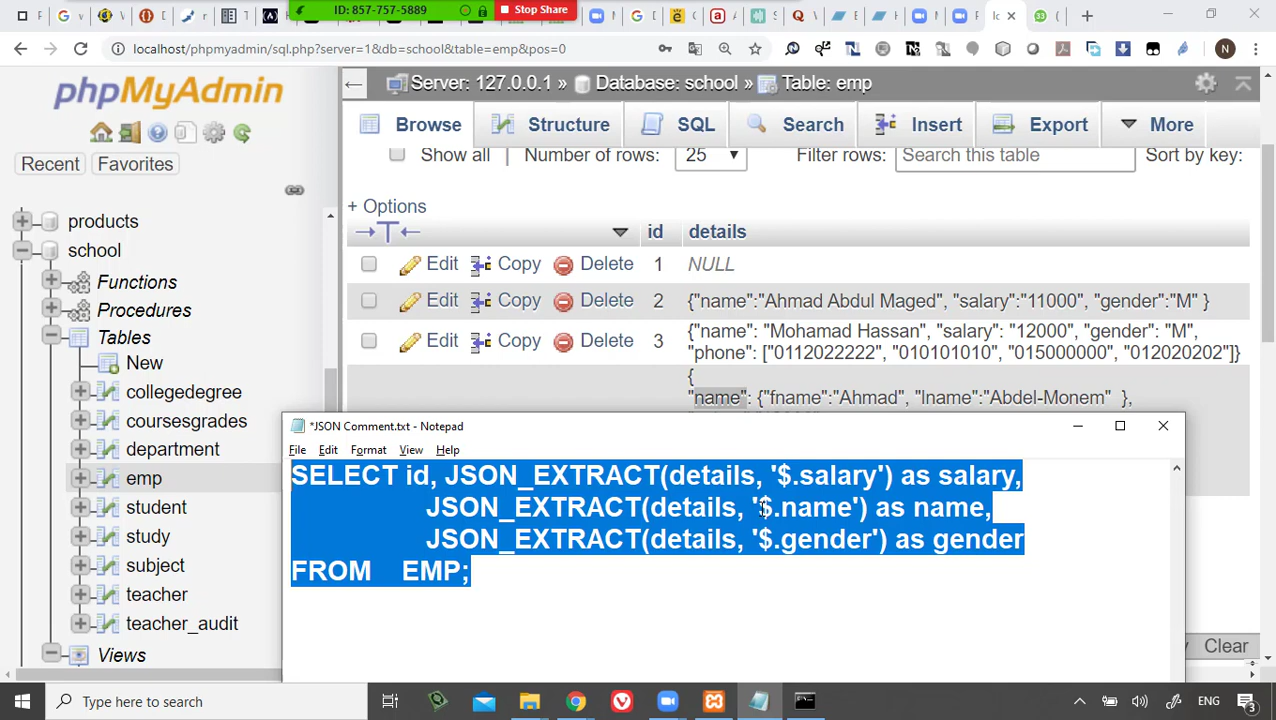 ID: 857-757-5889
Stop Share
localhost/phpmyadmin/sql.php?server=1&db=school&table=emp&pos=0
N
phpMyAdmin
Recent
Favorites
products
school
Functions
Procedures
Tables
New
collegedegree
coursesgrades
department
emp
student
study
subject
teacher
teacher_audit
Views
Server: 127.0.0.1 » Database: school » Table: emp
Browse Structure SQL Search Insert Export More
Show all Number of rows: 25 Filter rows: Search this table Sort by key:
+ Options
id details
Edit Copy Delete 1 NULL
Edit Copy Delete 2 {"name":"Ahmad Abdul Maged", "salary":"11000", "gender":"M" }
Edit Copy Delete 3 {"name": "Mohamad Hassan", "salary": "12000", "gender": "M",
"phone": ["0112022222", "010101010", "015000000", "012020202"]}
{
"name": {"fname":"Ahmad", "lname":"Abdel-Monem" },
*JSON Comment.txt - Notepad
File Edit Format View Help
SELECT id, JSON_EXTRACT(details, '$.salary') as salary,
JSON_EXTRACT(details, '$.name') as name,
JSON_EXTRACT(details, '$.gender') as gender
FROM EMP;
Clear
Type here to search
ENG
3